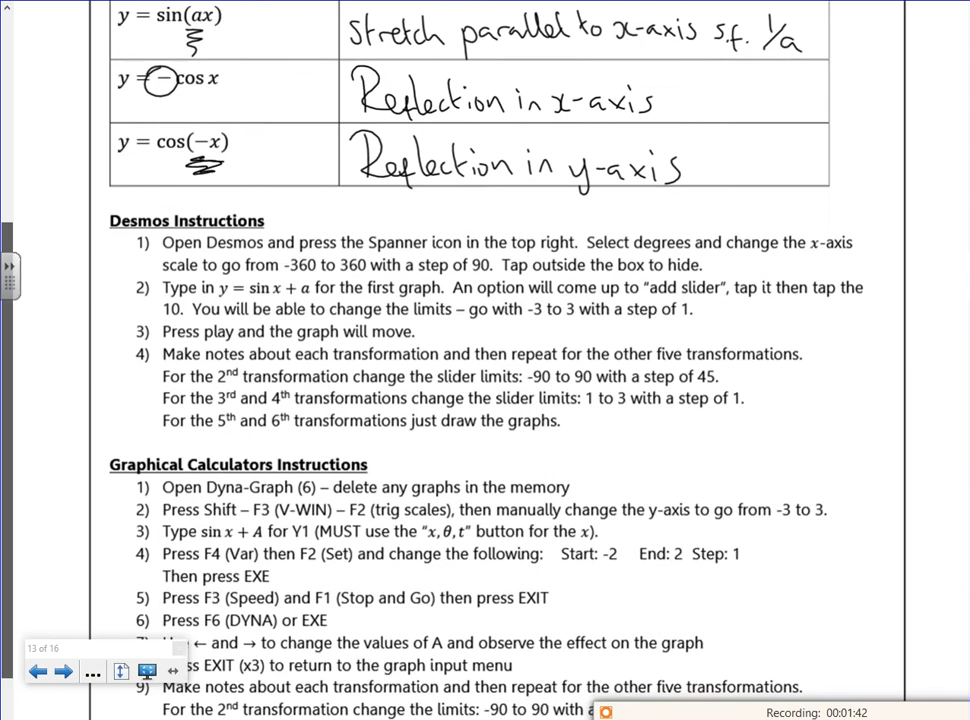 y = sin(ax)
Stretch parallel to x-axis s.f. 1/a
y = −cos x
Reflection in x-axis
y = cos(−x)
Reflection in y-axis
Desmos Instructions
1) Open Desmos and press the Spanner icon in the top right. Select degrees and change the x-axis
scale to go from -360 to 360 with a step of 90. Tap outside the box to hide.
2) Type in y = sin x + a for the first graph. An option will come up to “add slider”, tap it then tap the
10. You will be able to change the limits – go with -3 to 3 with a step of 1.
3) Press play and the graph will move.
4) Make notes about each transformation and then repeat for the other five transformations.
For the 2nd transformation change the slider limits: -90 to 90 with a step of 45.
For the 3rd and 4th transformations change the slider limits: 1 to 3 with a step of 1.
For the 5th and 6th transformations just draw the graphs.
Graphical Calculators Instructions
1) Open Dyna-Graph (6) – delete any graphs in the memory
2) Press Shift – F3 (V-WIN) – F2 (trig scales), then manually change the y-axis to go from -3 to 3.
3) Type sin x + A for Y1 (MUST use the “x, θ, t” button for the x).
4) Press F4 (Var) then F2 (Set) and change the following: Start: -2 End: 2 Step: 1
Then press EXE
5) Press F3 (Speed) and F1 (Stop and Go) then press EXIT
6) Press F6 (DYNA) or EXE
← and → to change the values of A and observe the effect on the graph
13 of 16
ss EXIT (x3) to return to the graph input menu
9) Make notes about each transformation and then repeat for the other five transformations.
For the 2nd transformation change the limits: -90 to 90 with
Recording: 00:01:42